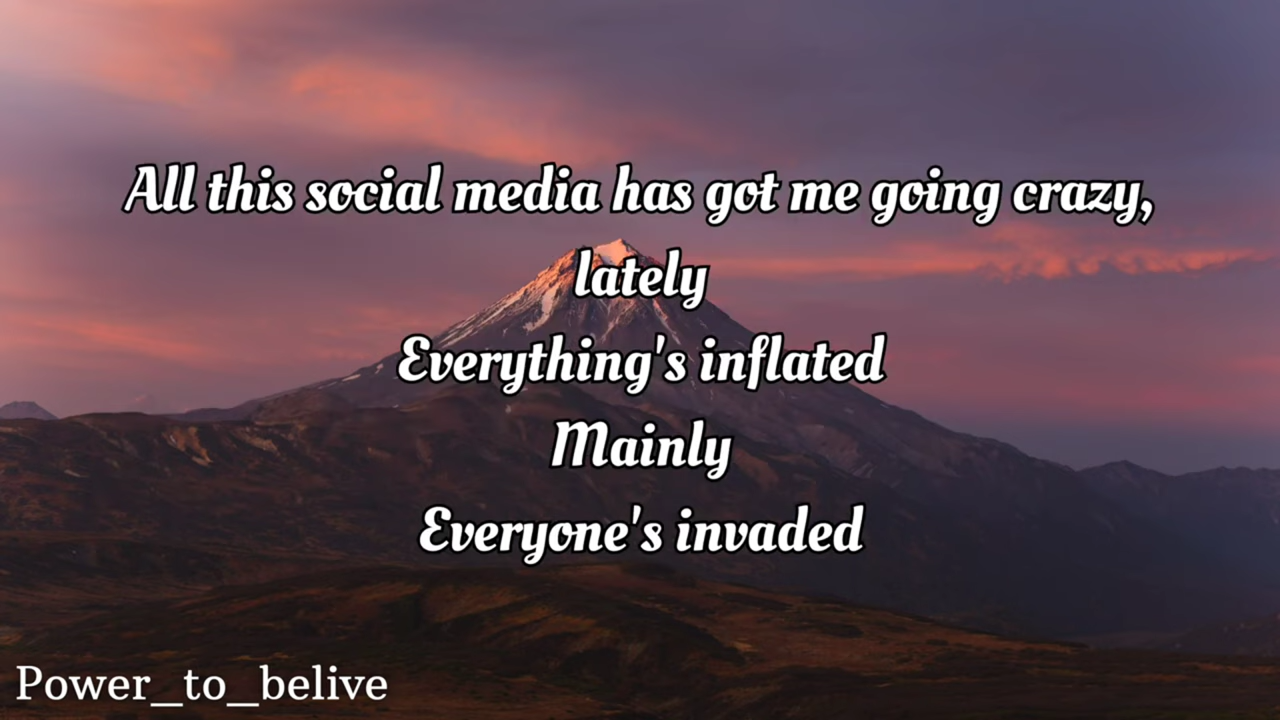 All this social media has got me going crazy,
lately
Everything's inflated
Mainly
Everyone's invaded
Power_to_belive